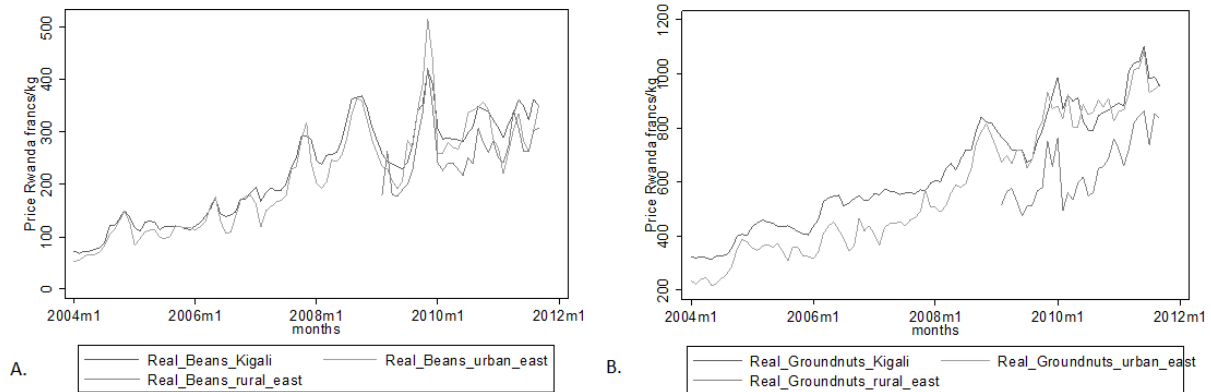 Price Rwanda francs/kg
500
400
300
200
100
0
2004m1 2006m1 2008m1 2010m1 2012m1
months
Real_Beans_Kigali Real_Beans_urban_east
Real_Beans_rural_east
A.
Price Rwanda francs/kg
1200
1000
800
600
400
200
2004m1 2006m1 2008m1 2010m1 2012m1
months
Real_Groundnuts_Kigali Real_Groundnuts_urban_east
Real_Groundnuts_rural_east
B.